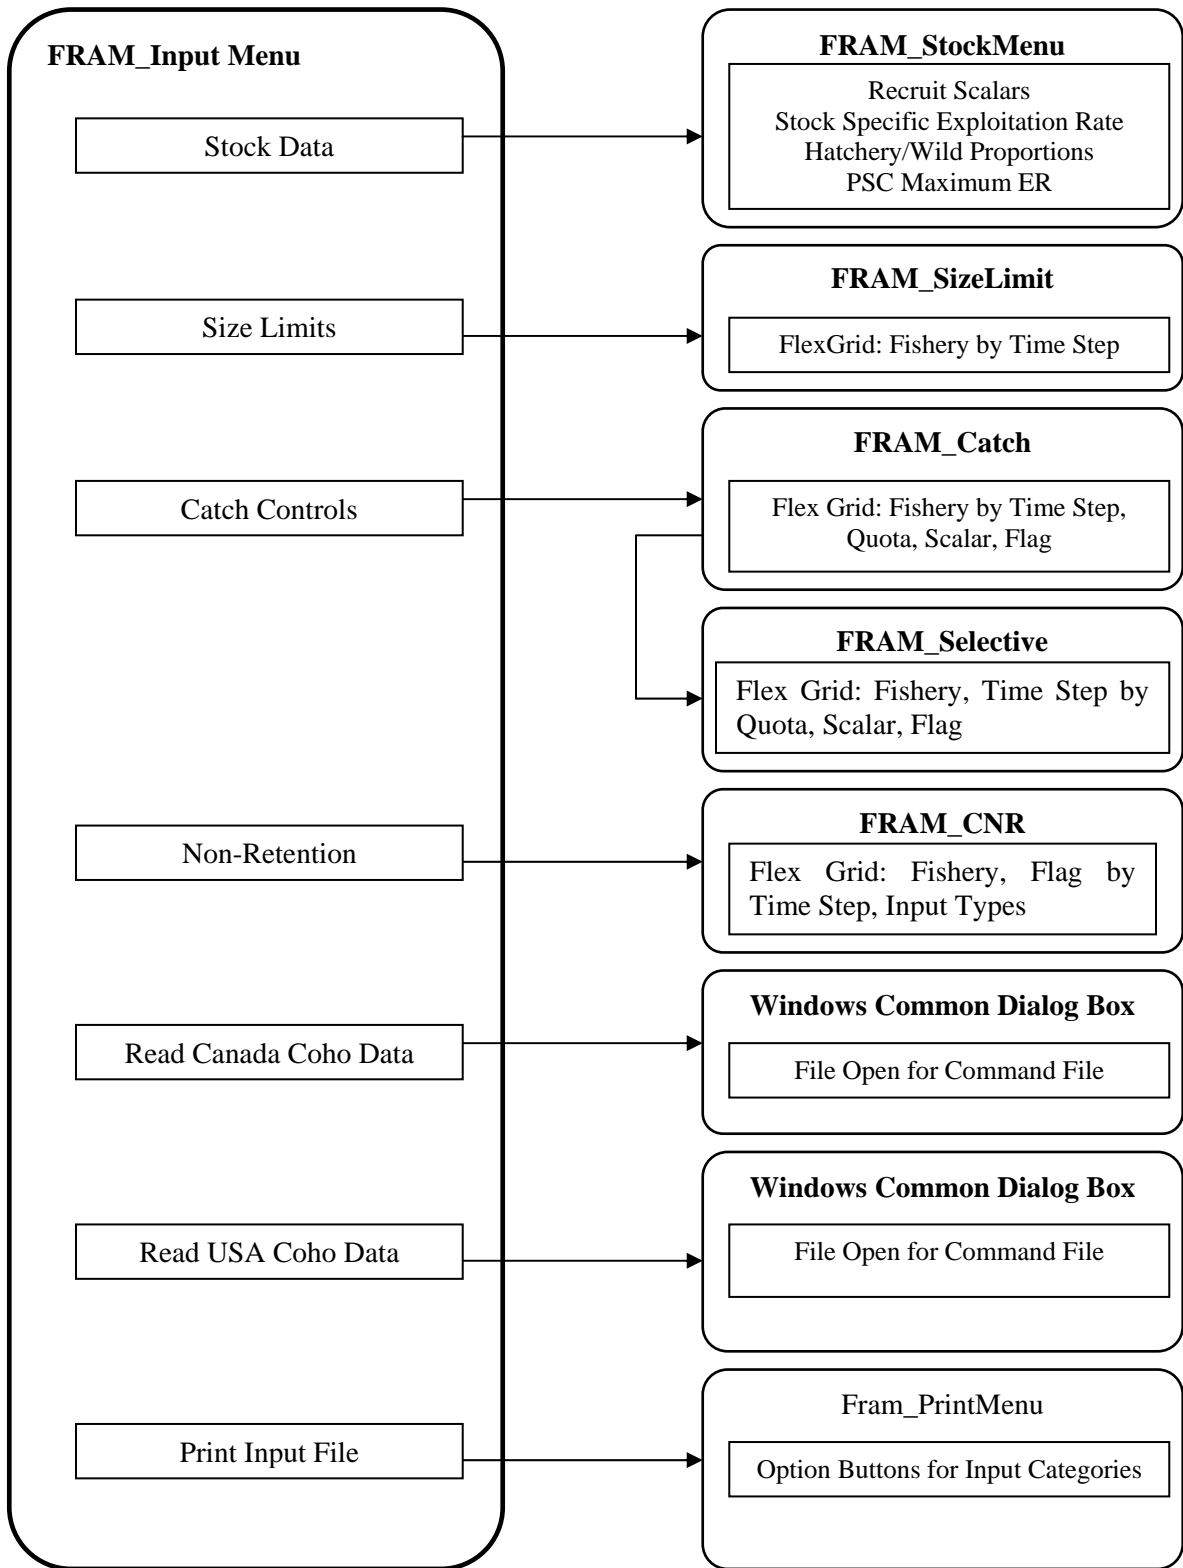 FRAM_Input Menu
Stock Data
Size Limits
Catch Controls
Non-Retention
Read Canada Coho Data
Read USA Coho Data
Print Input File
FRAM_StockMenu
Recruit Scalars
Stock Specific Exploitation Rate
Hatchery/Wild Proportions
PSC Maximum ER
FRAM_SizeLimit
FlexGrid: Fishery by Time Step
FRAM_Catch
Flex Grid: Fishery by Time Step,
Quota, Scalar, Flag
FRAM_Selective
Flex Grid: Fishery, Time Step by
Quota, Scalar, Flag
FRAM_CNR
Flex Grid: Fishery, Flag by
Time Step, Input Types
Windows Common Dialog Box
File Open for Command File
Windows Common Dialog Box
File Open for Command File
Fram_PrintMenu
Option Buttons for Input Categories